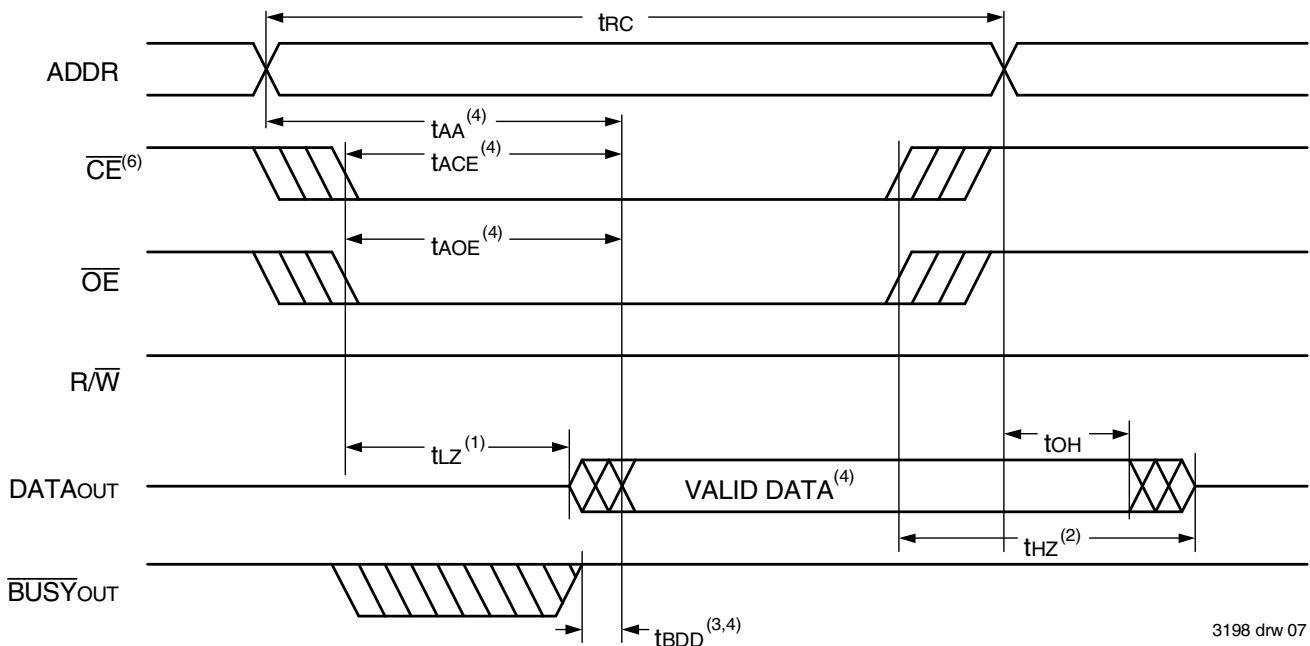 tRC
ADDR
tAA(4)
CE(6)
tACE(4)
tAOE(4)
OE
R/W
tLZ(1)
tOH
DATAOUT
VALID DATA(4)
tHZ(2)
BUSYOUT
tBDD(3,4)
3198 drw 07